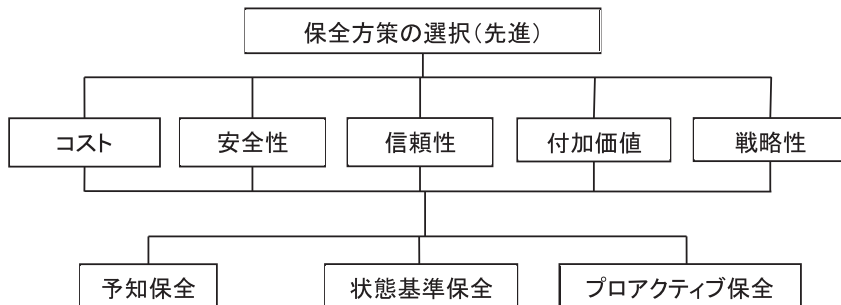 保全方策の選択(先進)
コスト
安全性
信頼性
付加価値
戦略性
予知保全
状態基準保全
プロアクティブ保全